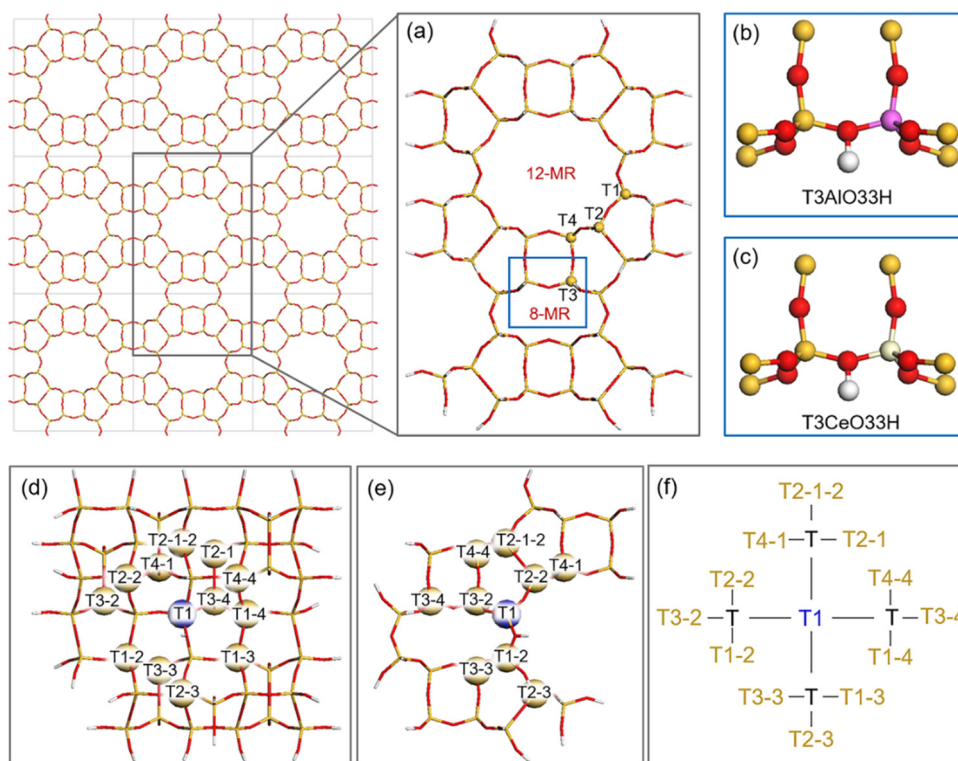 (a)
12-MR
T1
T2
T4
T3
8-MR
(b)
T3AlO33H
(c)
T3CeO33H
(d)
T2-1-2
T2-1
T4-1
T2-2
T4-4
T3-2
T3-4
T1
T1-4
T1-2
T3-3
T1-3
T2-3
(e)
T4-4
T2-1-2
T4-1
T2-2
T3-4
T3-2
T1
T1-2
T3-3
T2-3
(f)
T2-1-2
T4-1 T T2-1
T2-2 T4-4
T3-2 T T1 T T3-4
T1-2 T1-4
T3-3 T T1-3
T2-3